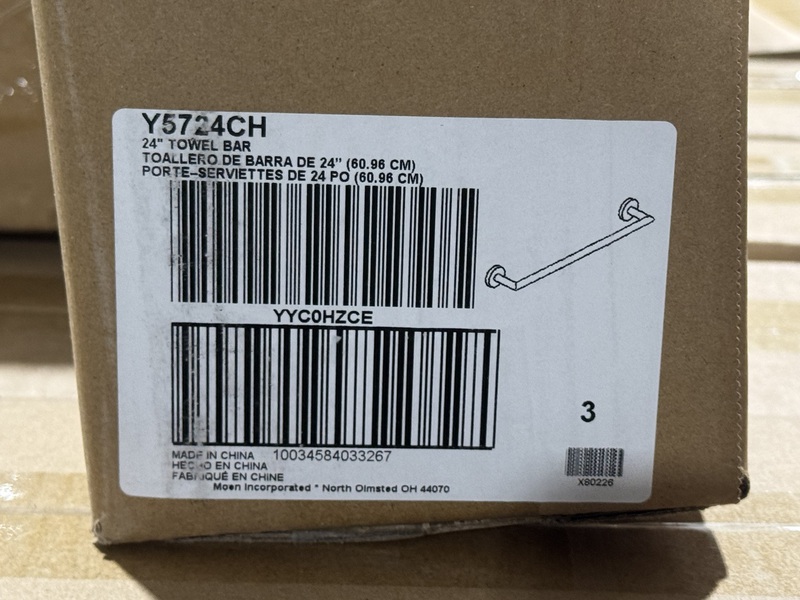 Y5724CH
24" TOWEL BAR
TOALLERO DE BARRA DE 24" (60.96 CM)
PORTE-SERVIETTES DE 24 PO (60.96 CM)
YYC0HZCE
MADE IN CHINA 10034584033267
HECHO EN CHINA
FABRIQUÉ EN CHINE
Moen Incorporated * North Olmsted OH 44070
3
X60226